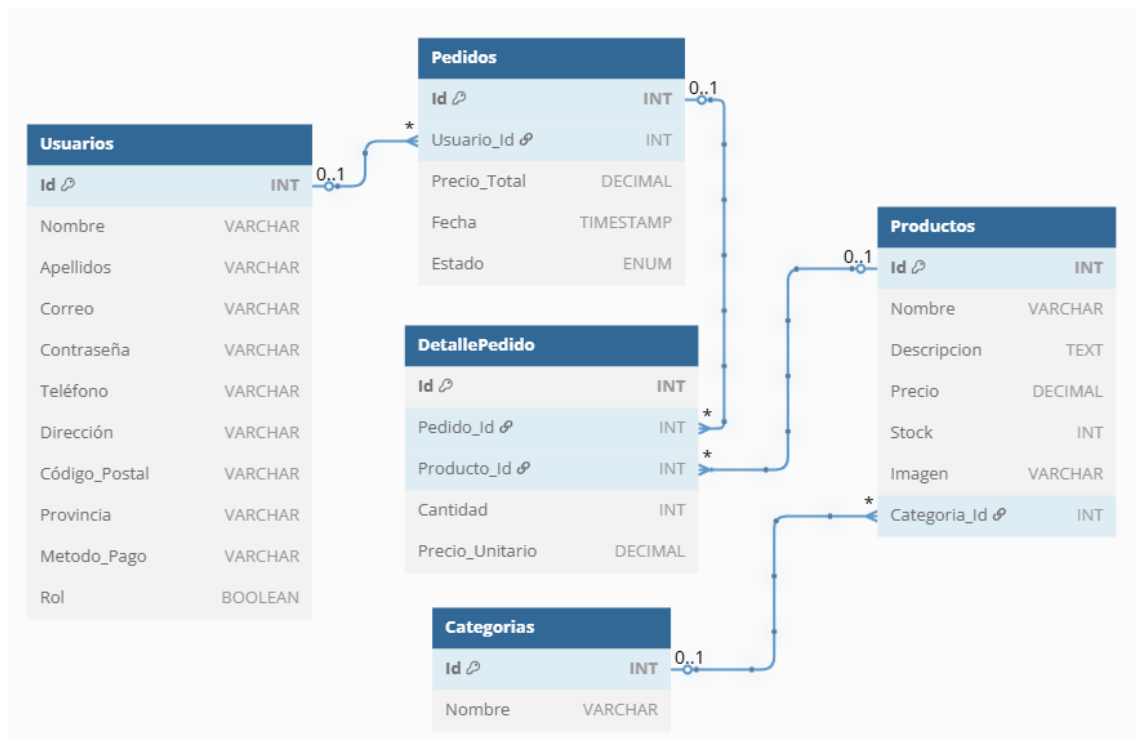 Usuarios
Id INT
Nombre VARCHAR
Apellidos VARCHAR
Correo VARCHAR
Contraseña VARCHAR
Teléfono VARCHAR
Dirección VARCHAR
Código_Postal VARCHAR
Provincia VARCHAR
Metodo_Pago VARCHAR
Rol BOOLEAN
0..1
*
Pedidos
Id INT
Usuario_Id INT
Precio_Total DECIMAL
Fecha TIMESTAMP
Estado ENUM
0..1
DetallePedido
Id INT
Pedido_Id INT
*
Producto_Id INT
*
Cantidad INT
Precio_Unitario DECIMAL
Categorias
Id INT
Nombre VARCHAR
0..1
Productos
0..1
Id INT
Nombre VARCHAR
Descripcion TEXT
Precio DECIMAL
Stock INT
Imagen VARCHAR
*
Categoria_Id INT